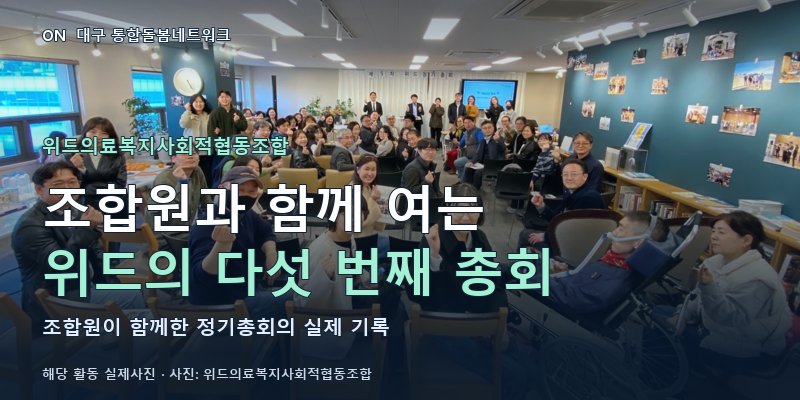 ON 대구 통합돌봄네트워크
위드의료복지사회적협동조합
조합원과 함께 여는
위드의 다섯 번째 총회
조합원이 함께한 정기총회의 실제 기록
해당 활동 실제사진 · 사진: 위드의료복지사회적협동조합